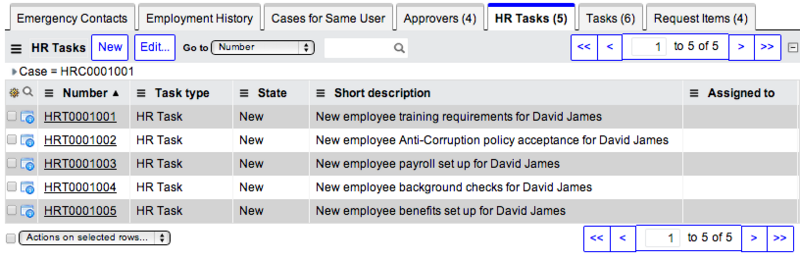 Emergency Contacts Employment History Cases for Same User Approvers (4) HR Tasks (5) Tasks (6) Request Items (4)
HR Tasks New Edit... Go to Number << < 1 to 5 of 5 > >>
Case = HRC0001001
Number ▲ Task type State Short description Assigned to
HRT0001001 HR Task New New employee training requirements for David James
HRT0001002 HR Task New New employee Anti-Corruption policy acceptance for David James
HRT0001003 HR Task New New employee payroll set up for David James
HRT0001004 HR Task New New employee background checks for David James
HRT0001005 HR Task New New employee benefits set up for David James
Actions on selected rows... << < 1 to 5 of 5 > >>